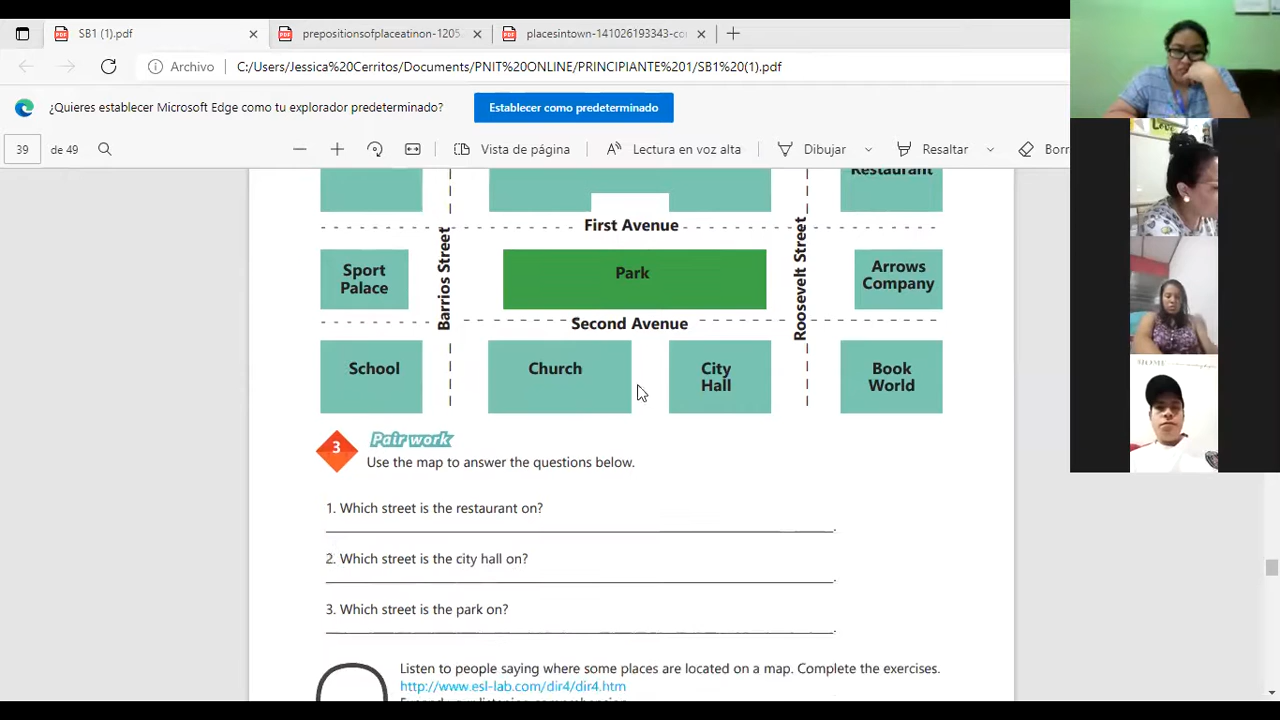 SB1 (1).pdf
prepositionsofplaceatinon-1205
placesintown-141026193343-co
Archivo
C:/Users/Jessica%20Cerritos/Documents/PNIT%20ONLINE/PRINCIPIANTE%201/SB1%20(1).pdf
¿Quieres establecer Microsoft Edge como tu explorador predeterminado?
Establecer como predeterminado
39
de 49
Vista de página
Lectura en voz alta
Dibujar
Resaltar
Borr
Restaurant
First Avenue
Barrios Street
Roosevelt Street
Sport
Palace
Park
Arrows
Company
Second Avenue
School
Church
City
Hall
Book
World
3
Pair work
Use the map to answer the questions below.
1. Which street is the restaurant on?
2. Which street is the city hall on?
3. Which street is the park on?
Listen to people saying where some places are located on a map. Complete the exercises.
http://www.esl-lab.com/dir4/dir4.htm